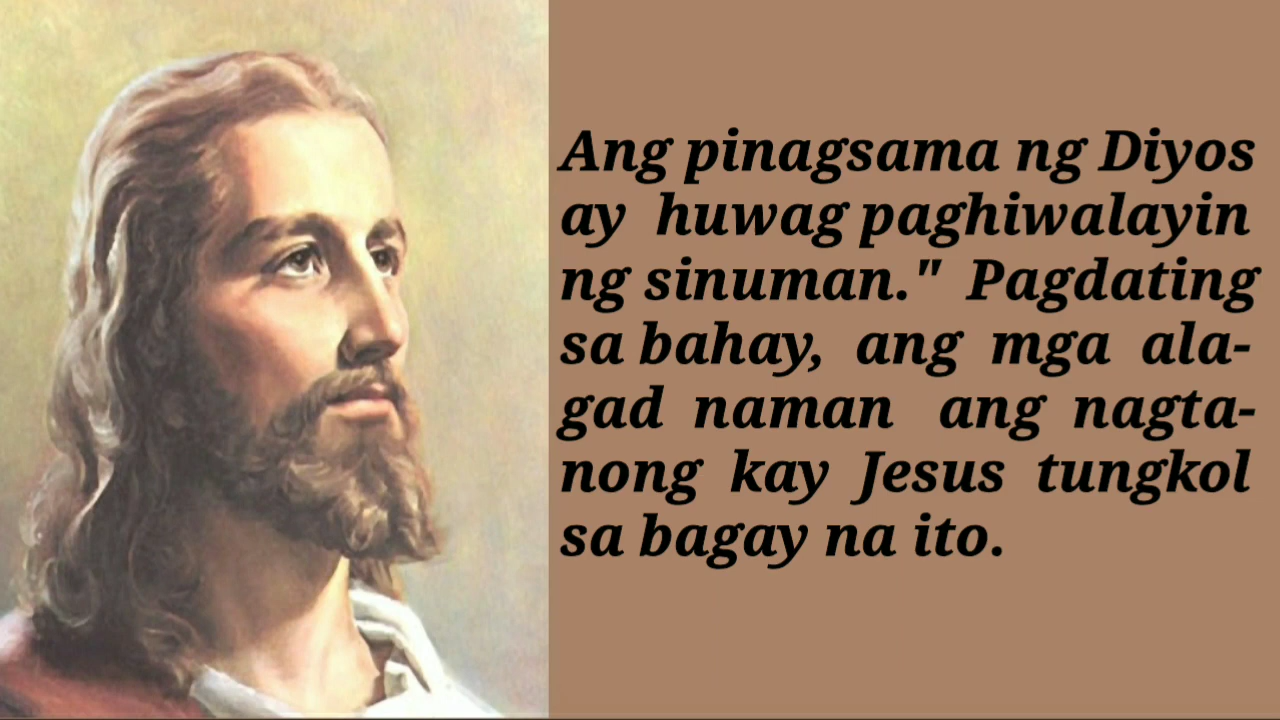 Ang pinagsama ng Diyos
ay huwag paghiwalayin
ng sinuman." Pagdating
sa bahay, ang mga ala-
gad naman ang nagta-
nong kay Jesus tungkol
sa bagay na ito.